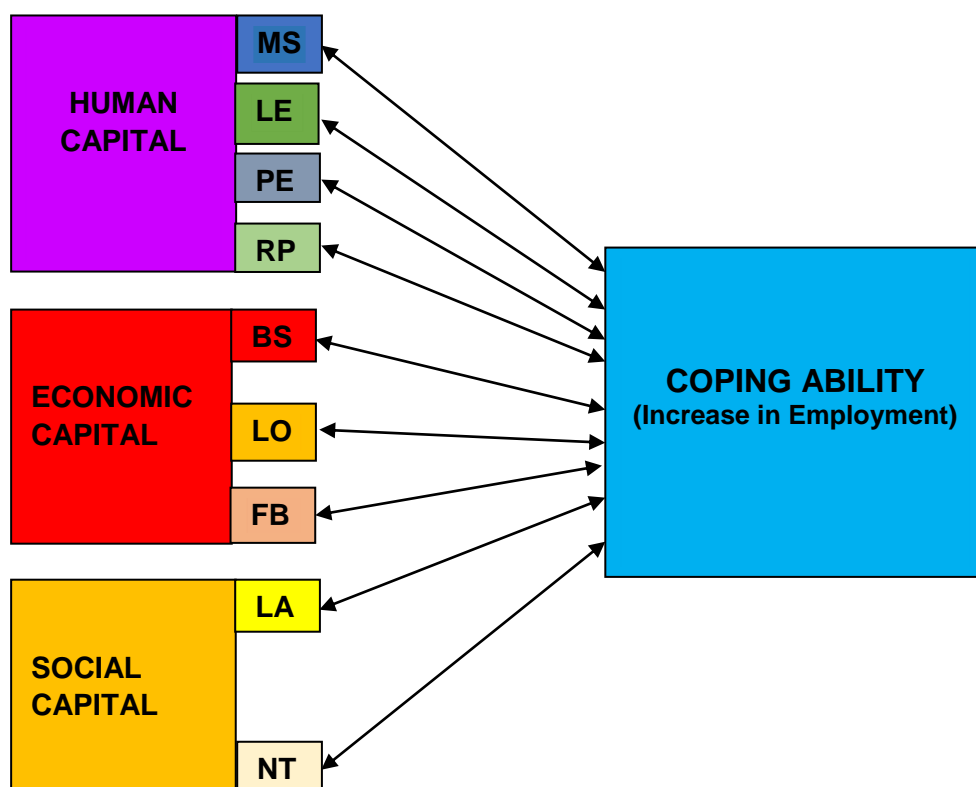 HUMAN
CAPITAL
MS
LE
PE
RP
ECONOMIC
CAPITAL
BS
LO
FB
SOCIAL
CAPITAL
LA
NT
COPING ABILITY
(Increase in Employment)